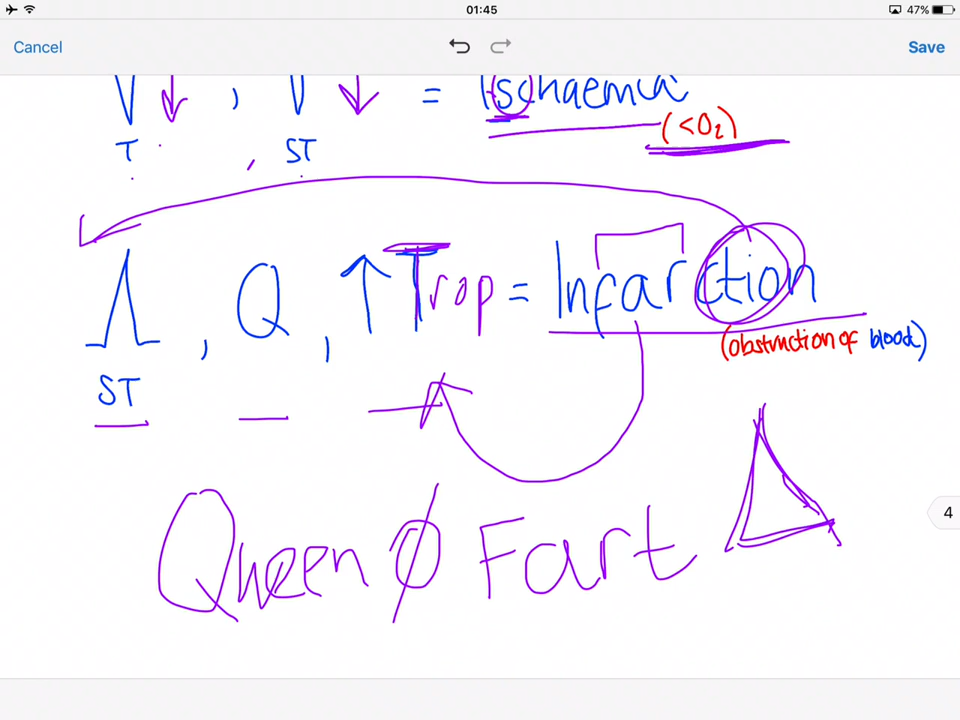 01:45
47%
Cancel
Save
↓ , ↓ = Ischaemia
T , ST
(<O₂)
, Q , ↑ Trop = Infarction
(obstruction of blood)
ST
4
Queen Ø Fart Δ